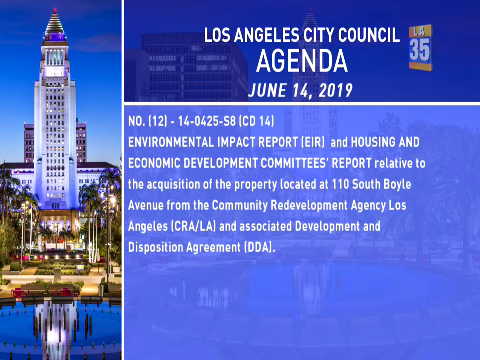 LOS ANGELES CITY COUNCIL
AGENDA
JUNE 14, 2019
LA
35
NO. (12) - 14-0425-S8 (CD 14)
ENVIRONMENTAL IMPACT REPORT (EIR) and HOUSING AND
ECONOMIC DEVELOPMENT COMMITTEES' REPORT relative to
the acquisition of the property located at 110 South Boyle
Avenue from the Community Redevelopment Agency Los
Angeles (CRA/LA) and associated Development and
Disposition Agreement (DDA).